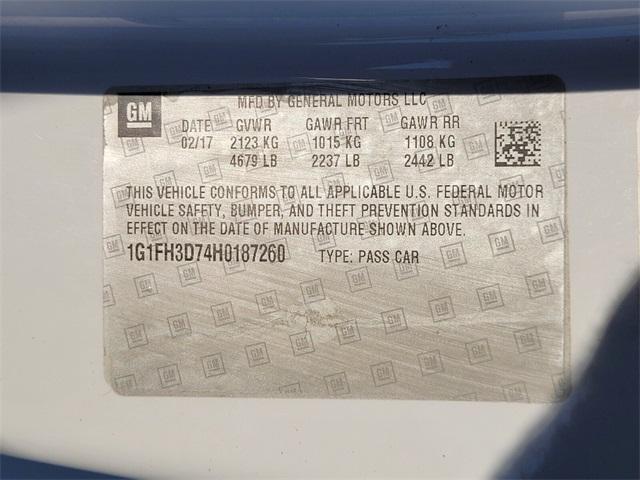 GM
MFD BY GENERAL MOTORS LLC
DATE GVWR GAWR FRT GAWR RR
02/17 2123 KG 1015 KG 1108 KG
4679 LB 2237 LB 2442 LB
THIS VEHICLE CONFORMS TO ALL APPLICABLE U.S. FEDERAL MOTOR
VEHICLE SAFETY, BUMPER, AND THEFT PREVENTION STANDARDS IN
EFFECT ON THE DATE OF MANUFACTURE SHOWN ABOVE.
1G1FH3D74H0187260 TYPE: PASS CAR